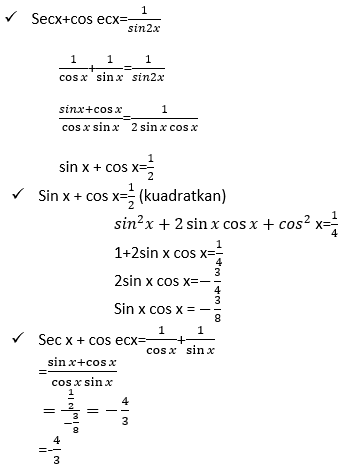 ✓ Secx+cos ecx=1/sin2x
1/cos x+1/sin x=1/sin2x
sinx+cos x/cos x sin x=1/2 sin x cos x
sin x + cos x=1/2
✓ Sin x + cos x=1/2 (kuadratkan)
sin²x + 2 sin x cos x + cos² x=1/4
1+2sin x cos x=1/4
2sin x cos x=−3/4
Sin x cos x = −3/8
✓ Sec x + cos ecx=1/cos x+1/sin x
=sin x+cos x/cos x sin x
= 1/2/−3/8 = −4/3
=-4/3